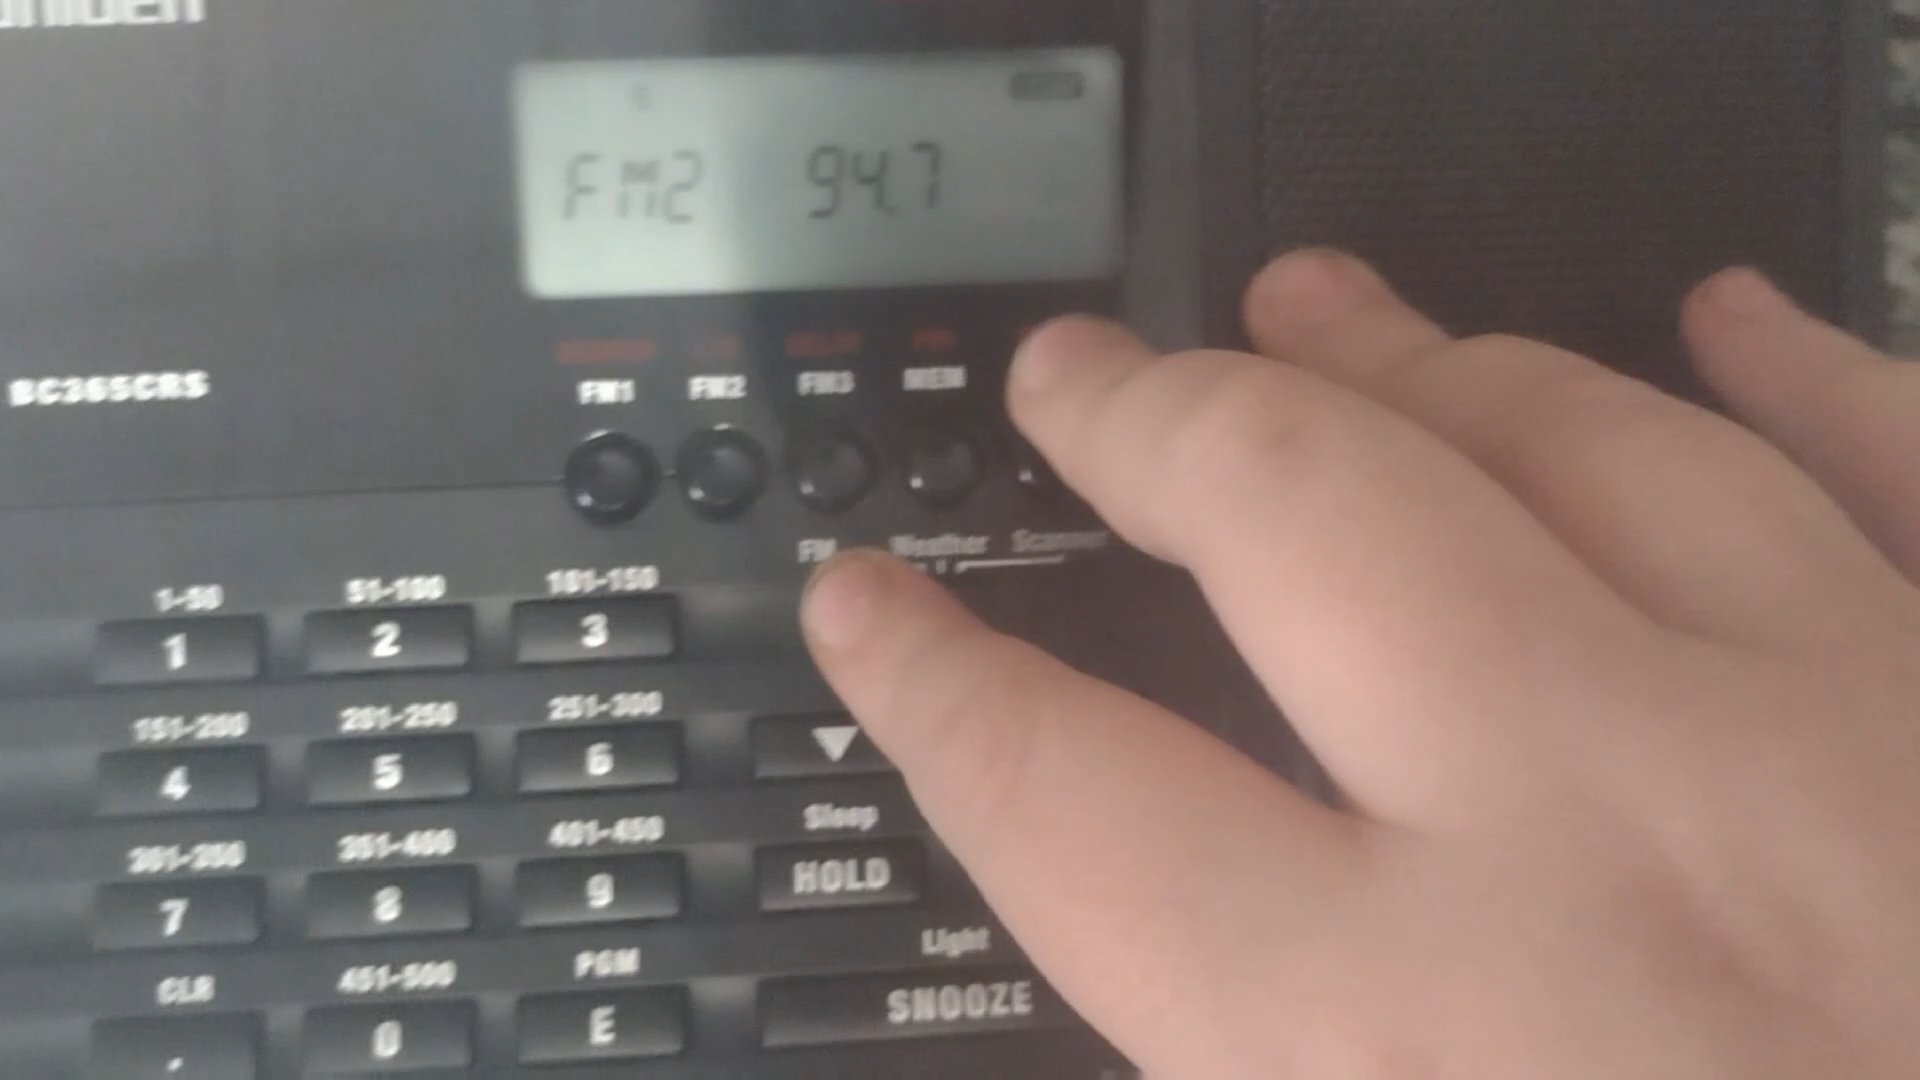 FM2 94.7
BC365CRS
FM1 FM2 FM3 MEM
FM Weather Scanner
1-50 51-100 101-150
1 2 3
151-200 201-250 251-300
4 5 6
301-350 351-400 401-450 Sleep
7 8 9 HOLD
CLR 451-500 PGM Light
. 0 E SNOOZE